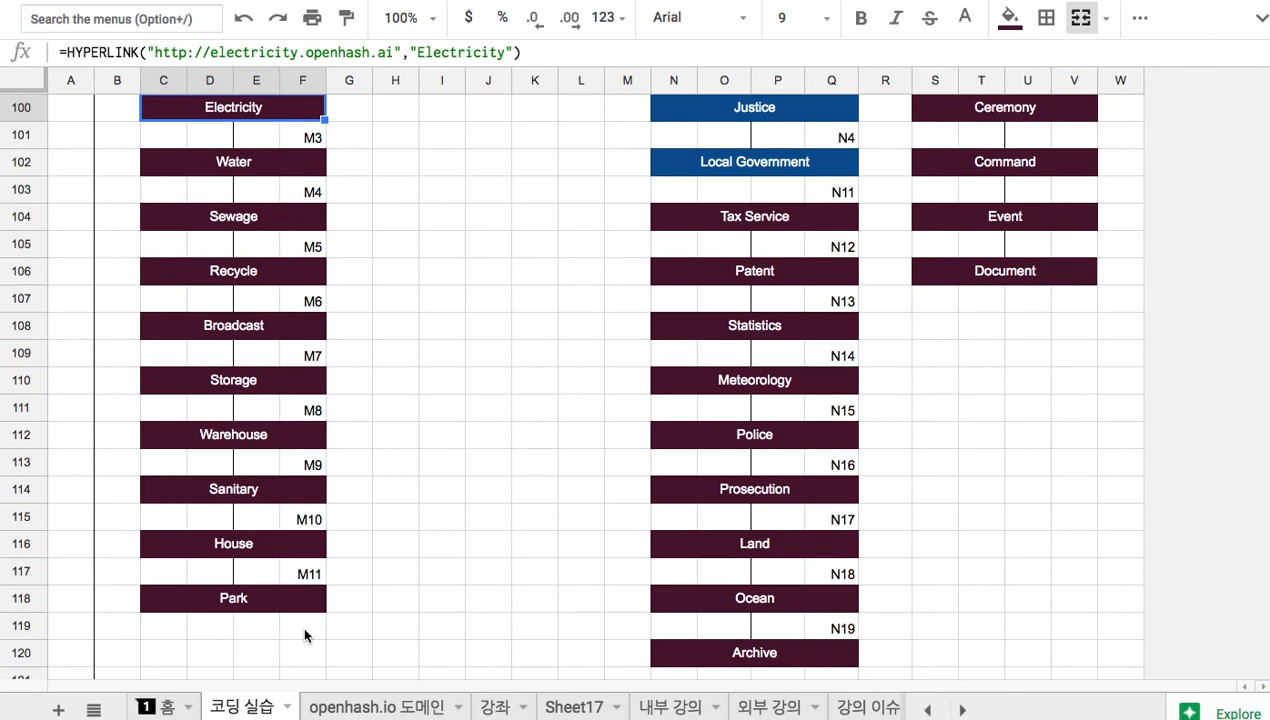 Search the menus (Option+/) 100% $ % .0 .00 123 Arial 9 B I S A
fx =HYPERLINK("http://electricity.openhash.ai","Electricity")
A B C D E F G H I J K L M N O P Q R S T U V W
100 Electricity Justice Ceremony
101 M3 N4
102 Water Local Government Command
103 M4 N11
104 Sewage Tax Service Event
105 M5 N12
106 Recycle Patent Document
107 M6 N13
108 Broadcast Statistics
109 M7 N14
110 Storage Meteorology
111 M8 N15
112 Warehouse Police
113 M9 N16
114 Sanitary Prosecution
115 M10 N17
116 House Land
117 M11 N18
118 Park Ocean
119 N19
120 Archive
1 홈 코딩 실습 openhash.io 도메인 강좌 Sheet17 내부 강의 외부 강의 강의 이슈 Explore